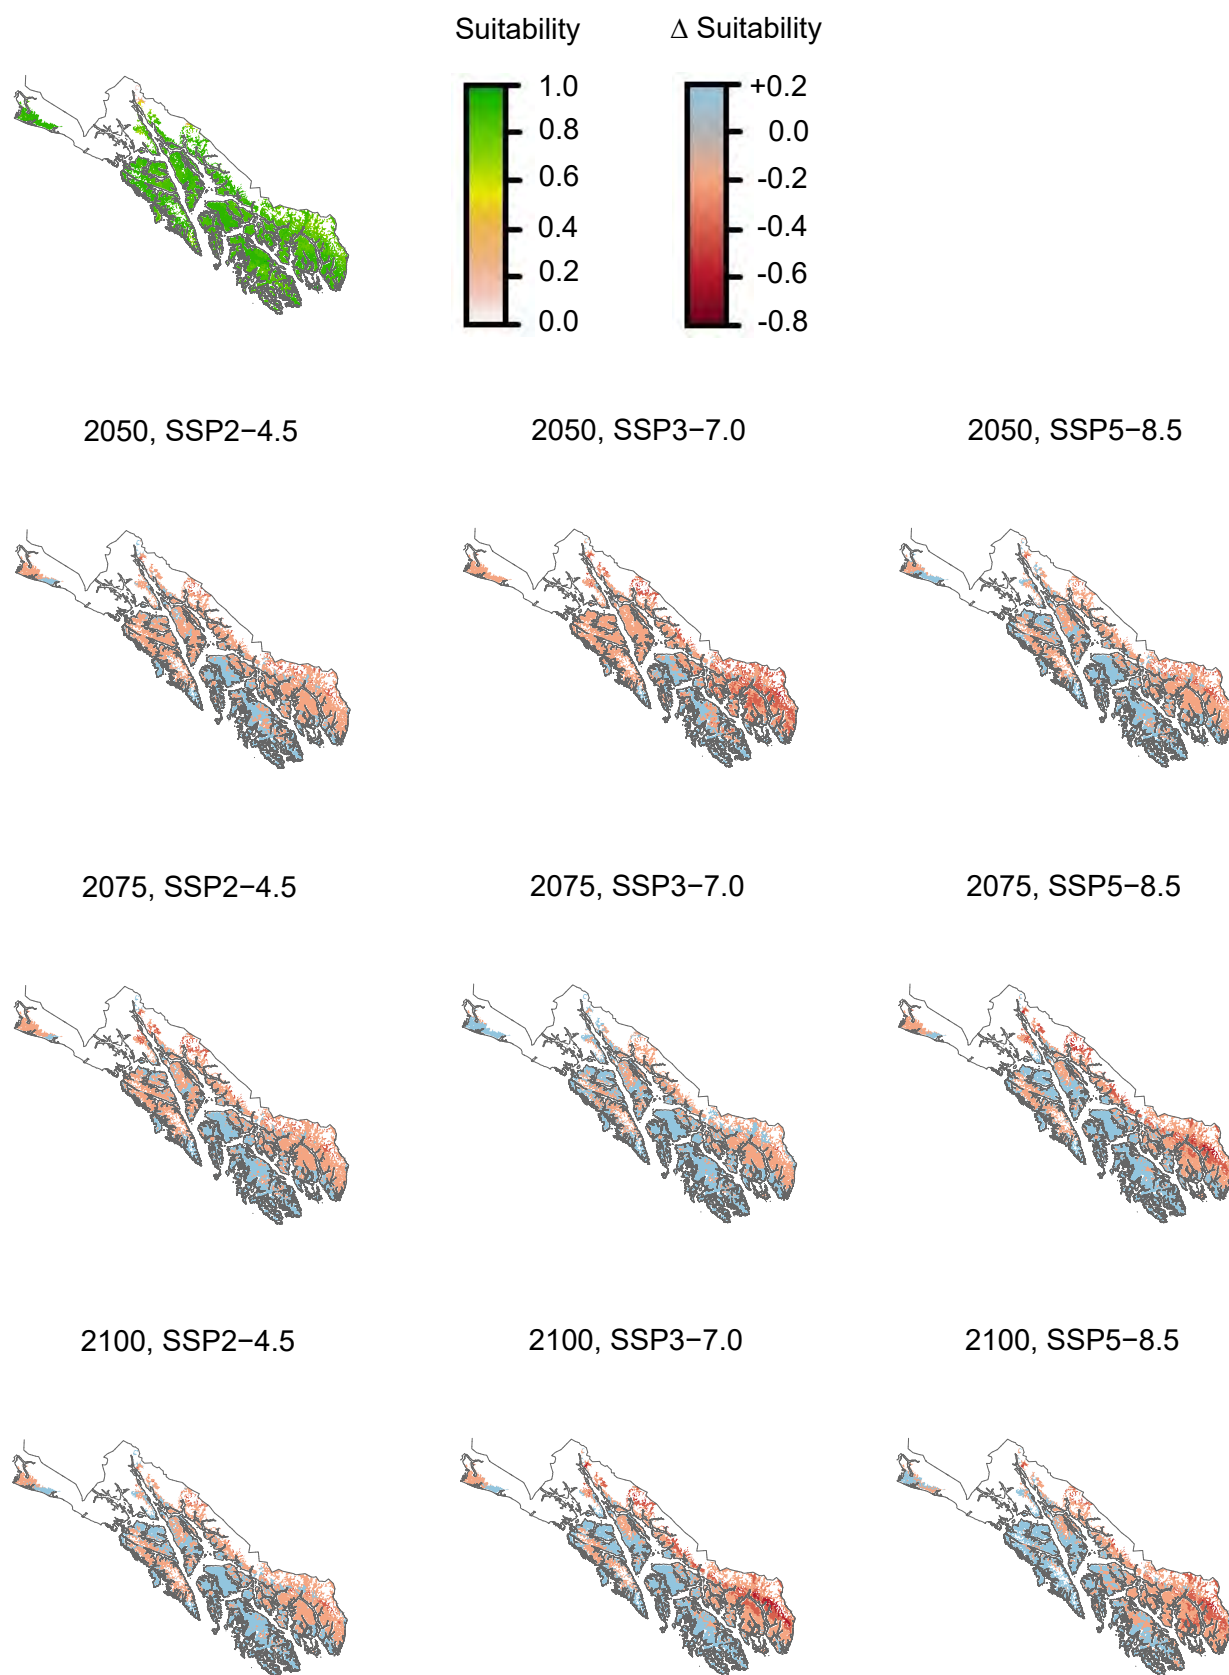 Suitability
Δ Suitability
1.0
0.8
0.6
0.4
0.2
0.0
+0.2
0.0
-0.2
-0.4
-0.6
-0.8
2050, SSP2−4.5
2050, SSP3−7.0
2050, SSP5−8.5
2075, SSP2−4.5
2075, SSP3−7.0
2075, SSP5−8.5
2100, SSP2−4.5
2100, SSP3−7.0
2100, SSP5−8.5